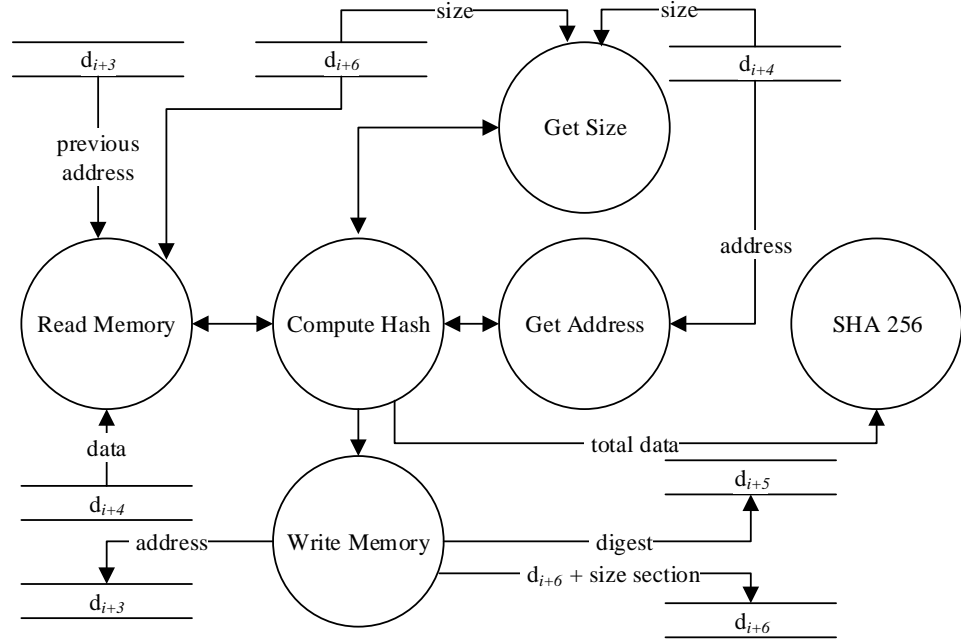 size
size
d_{i+3}
d_{i+6}
d_{i+4}
Get Size
previous
address
address
Read Memory
Compute Hash
Get Address
SHA 256
data
total data
d_{i+4}
d_{i+5}
address
Write Memory
digest
d_{i+6} + size section
d_{i+3}
d_{i+6}